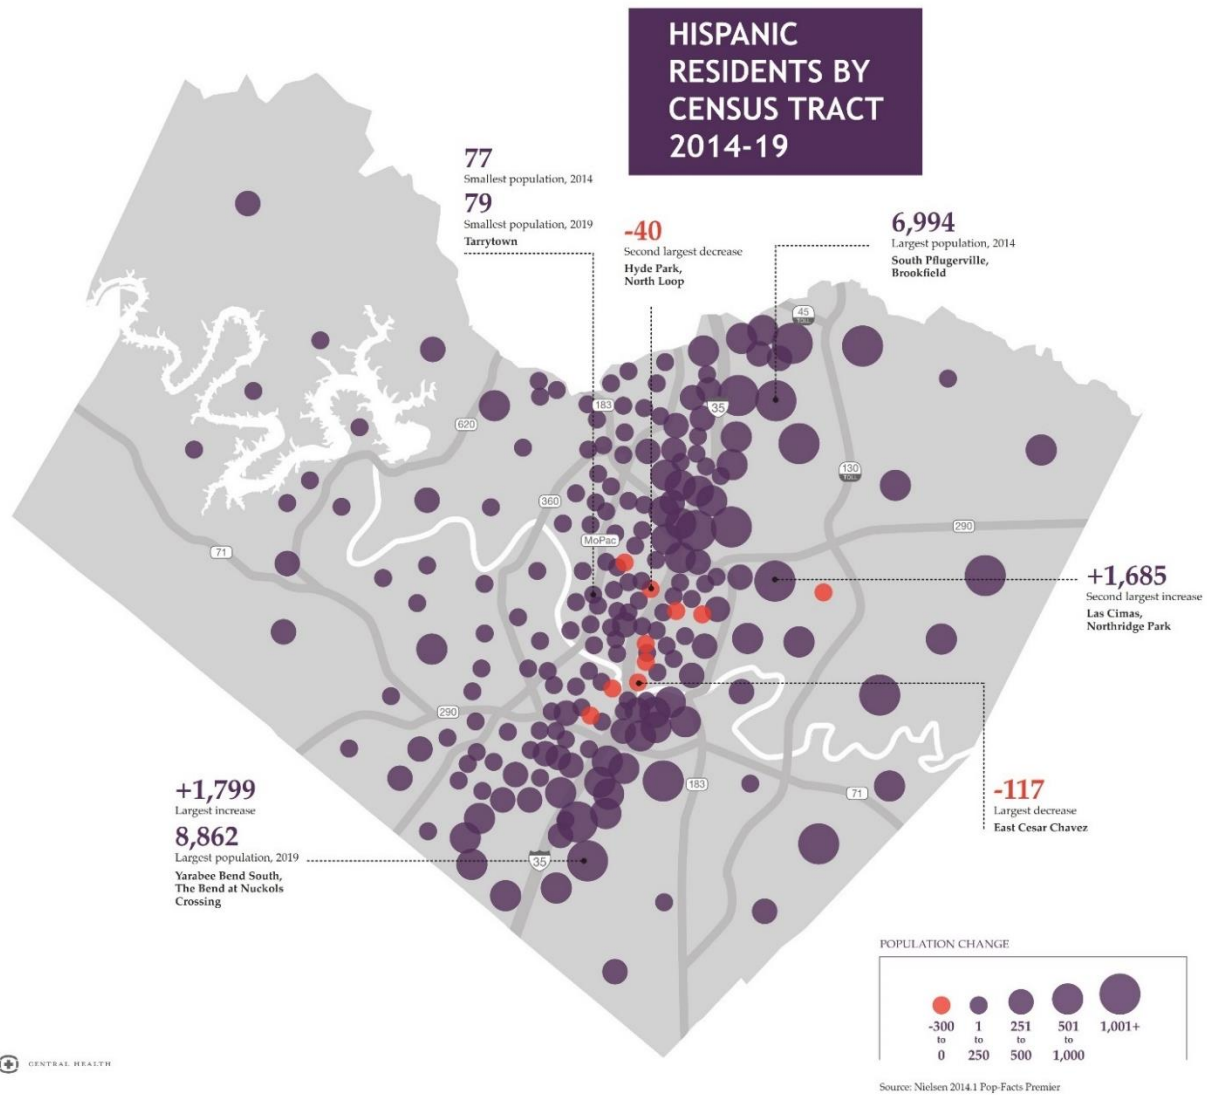 HISPANIC
RESIDENTS BY
CENSUS TRACT
2014-19
77
Smallest population, 2014
79
Smallest population, 2019
Tarrytown
-40
Second largest decrease
Hyde Park,
North Loop
6,994
Largest population, 2014
South Pflugerville,
Brookfield
45
TOLL
183
35
620
130
TOLL
360
290
MoPac
71
+1,685
Second largest increase
Las Cimas,
Northridge Park
290
+1,799
Largest increase
8,862
Largest population, 2019
Yarabee Bend South,
The Bend at Nuckols
Crossing
183
71
35
-117
Largest decrease
East Cesar Chavez
POPULATION CHANGE
-300 1 251 501 1,001+
to to to to
0 250 500 1,000
CENTRAL HEALTH
Source: Nielsen 2014.1 Pop-Facts Premier